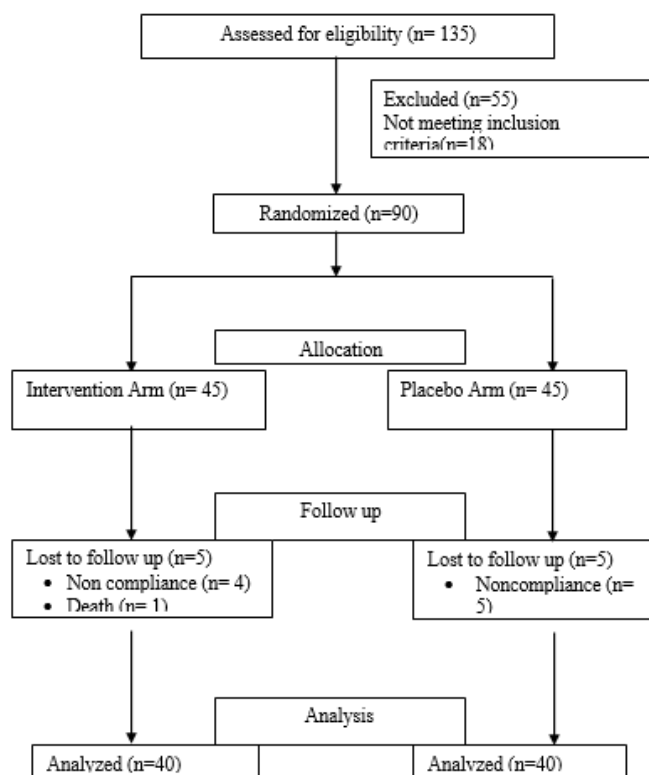 Assessed for eligibility (n= 135)
Excluded (n=55)
Not meeting inclusion
criteria(n=18)
Randomized (n=90)
Allocation
Intervention Arm (n= 45)
Placebo Arm (n= 45)
Follow up
Lost to follow up (n=5)
• Non compliance (n= 4)
• Death (n= 1)
Lost to follow up (n=5)
• Noncompliance (n=
5)
Analysis
Analyzed (n=40)
Analyzed (n=40)